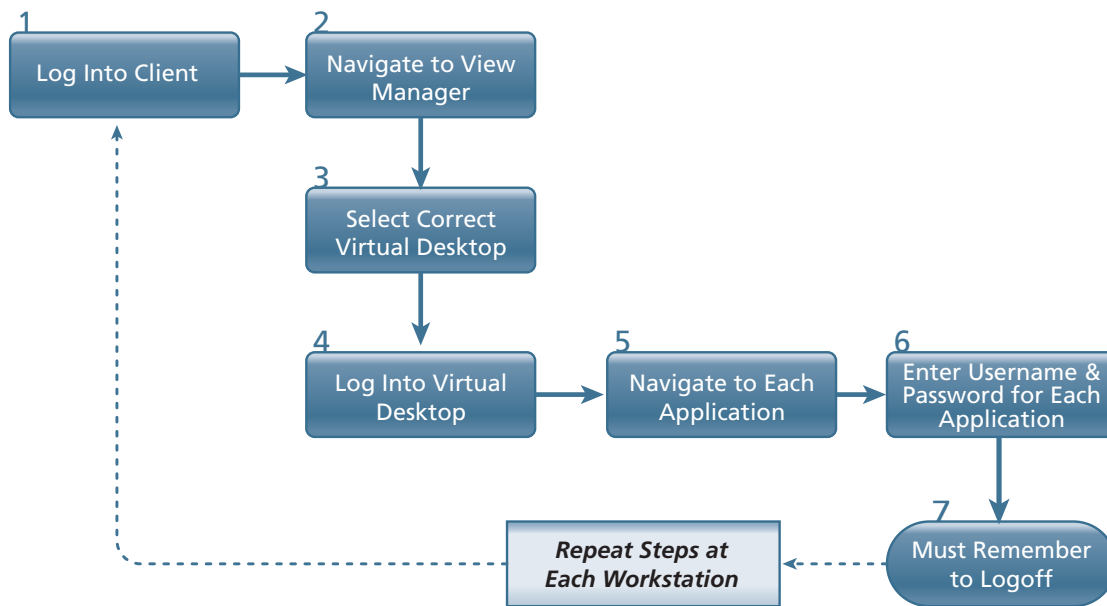 1
Log Into Client
2
Navigate to View
Manager
3
Select Correct
Virtual Desktop
4
Log Into Virtual
Desktop
5
Navigate to Each
Application
6
Enter Username &
Password for Each
Application
7
Must Remember
to Logoff
Repeat Steps at
Each Workstation